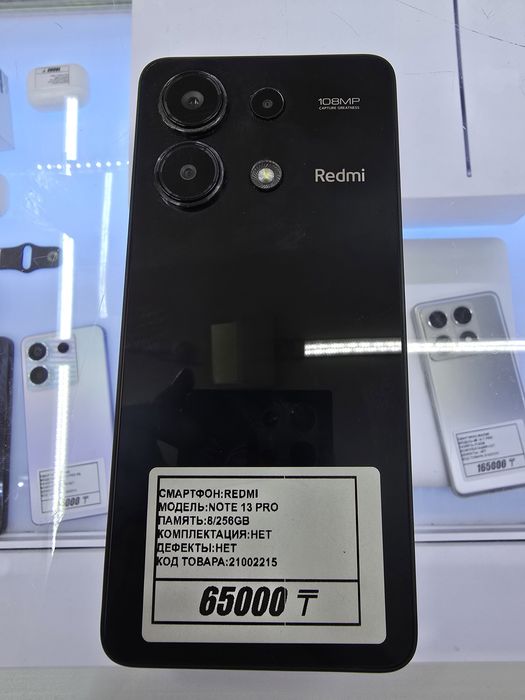 108MP
CAPTURE GREATNESS
Redmi
СМАРТФОН:REDMI
МОДЕЛЬ:NOTE 13 PRO
ПАМЯТЬ:8/256GB
КОМПЛЕКТАЦИЯ:НЕТ
ДЕФЕКТЫ:НЕТ
КОД ТОВАРА:21002215
65000 ₸
165000 ₸